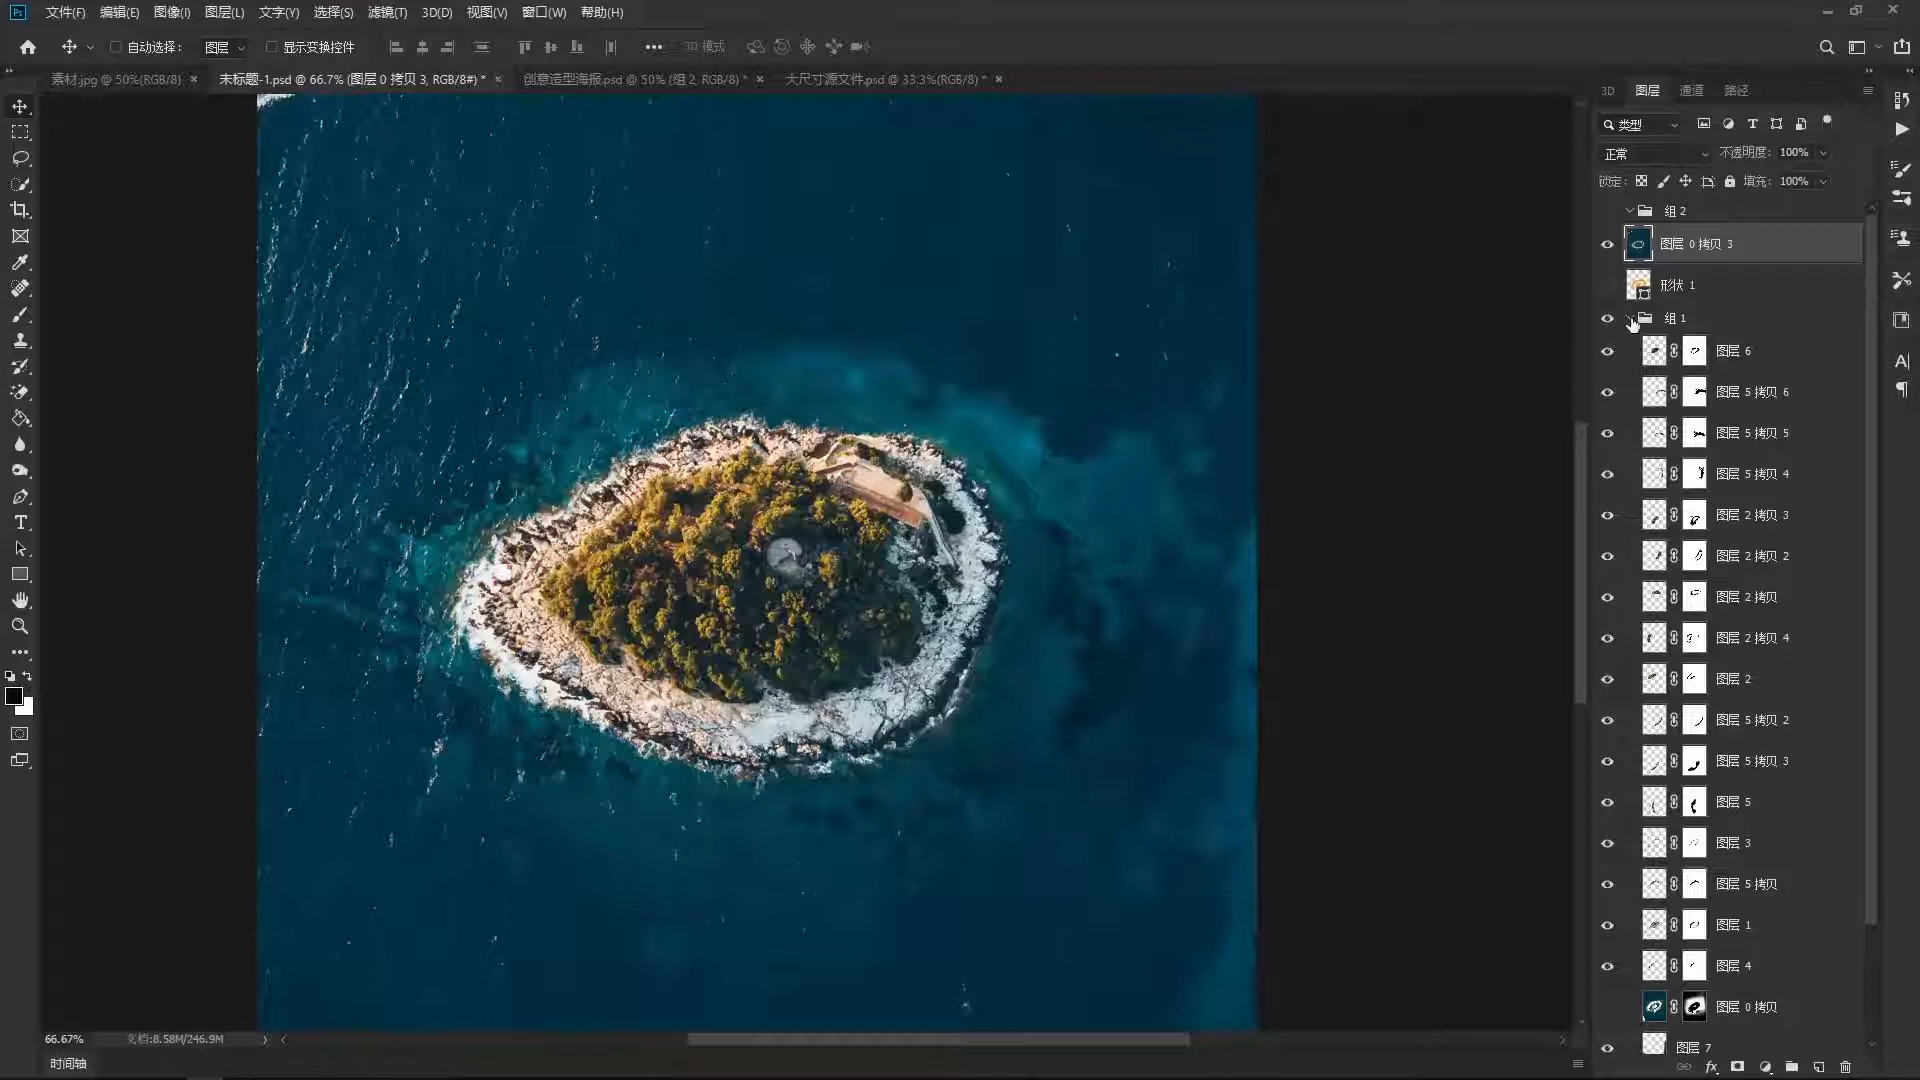 Ps 文件(F) 编辑(E) 图像(I) 图层(L) 文字(Y) 选择(S) 滤镜(T) 3D(D) 视图(V) 窗口(W) 帮助(H)
自动选择： 图层 显示变换控件 3D 模式
素材.jpg @ 50%(RGB/8) × 未标题-1.psd @ 66.7% (图层 0 拷贝 3, RGB/8#) * × 创意造型海报.psd @ 50% (组 2, RGB/8) * × 大尺寸源文件.psd @ 33.3%(RGB/8) * ×
3D 图层 通道 路径
类型
正常 不透明度： 100%
锁定： 填充： 100%
组 2
图层 0 拷贝 3
形状 1
组 1
图层 6
图层 5 拷贝 6
图层 5 拷贝 5
图层 5 拷贝 4
图层 2 拷贝 3
图层 2 拷贝 2
图层 2 拷贝
图层 2 拷贝 4
图层 2
图层 5 拷贝 2
图层 5 拷贝 3
图层 5
图层 3
图层 5 拷贝
图层 1
图层 4
图层 0 拷贝
图层 7
66.67% 文档:8.58M/246.9M
时间轴
fx